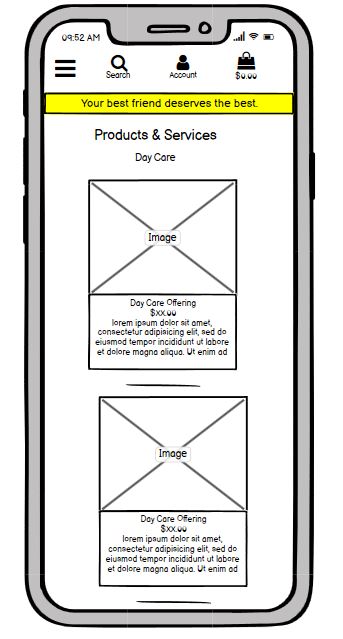 09:52 AM
Search
Account
$0.00
Your best friend deserves the best.
Products & Services
Day Care
Image
Day Care Offering
$xx.00
lorem ipsum dolor sit amet,
consectetur adipisicing elit, sed do
eiusmod tempor incididunt ut labore
et dolore magna aliqua. Ut enim ad
Image
Day Care Offering
$xx.00
lorem ipsum dolor sit amet,
consectetur adipisicing elit, sed do
eiusmod tempor incididunt ut labore
et dolore magna aliqua. Ut enim ad